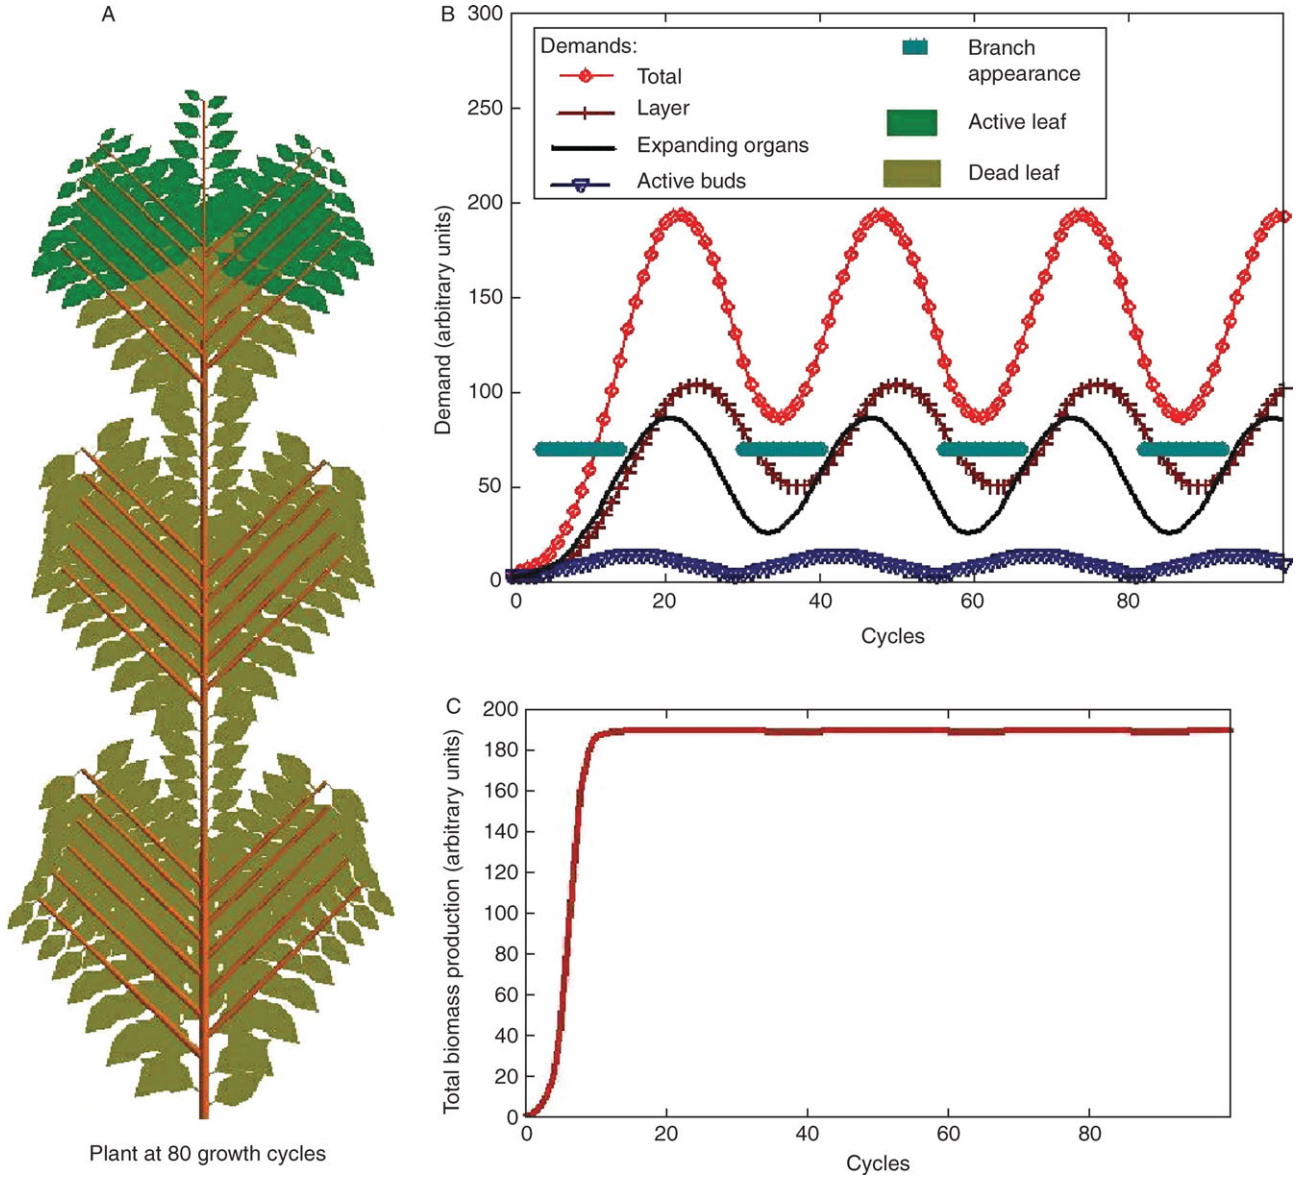 A
Plant at 80 growth cycles
B
300
250
200
150
100
50
0
Demand (arbitrary units)
Demands:
Total
Layer
Expanding organs
Active buds
Branch
appearance
Active leaf
Dead leaf
0 20 40 60 80
Cycles
C
200
180
160
140
120
100
80
60
40
20
0
Total biomass production (arbitrary units)
0 20 40 60 80
Cycles